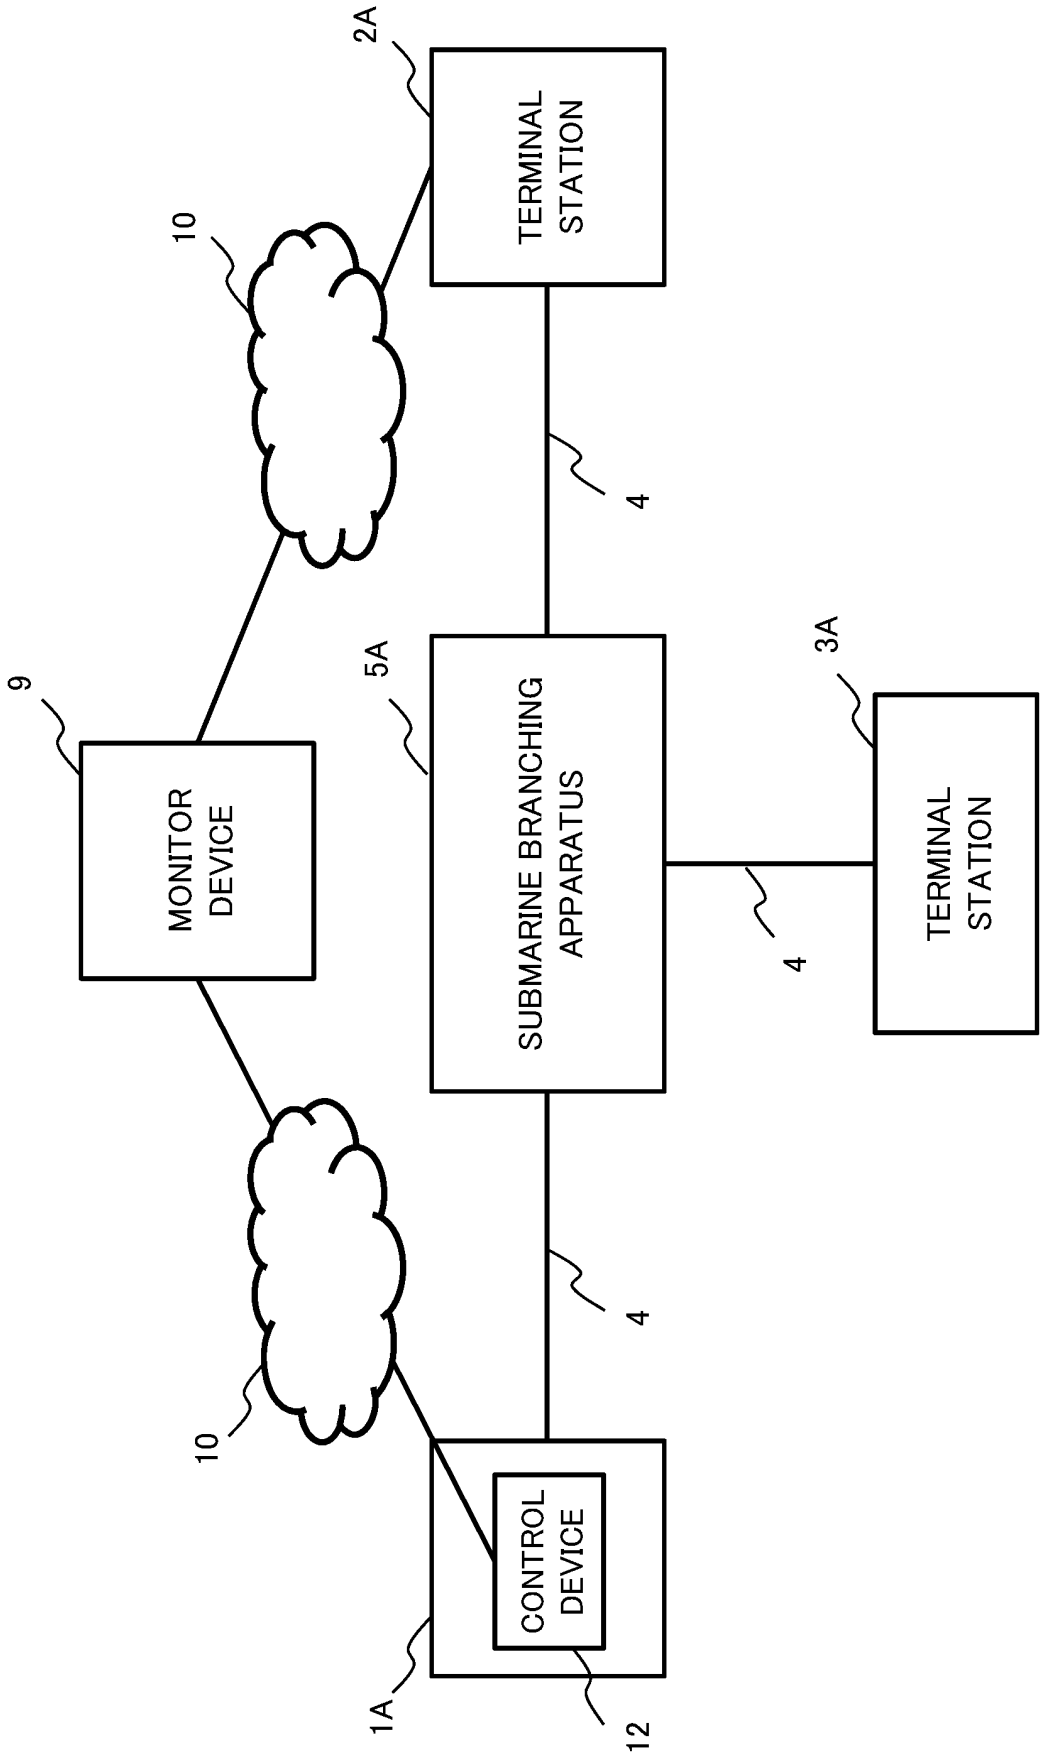 9
MONITOR
DEVICE
10
10
1A
5A
2A
CONTROL
DEVICE
SUBMARINE BRANCHING
APPARATUS
TERMINAL
STATION
12
4
4
4
3A
TERMINAL
STATION